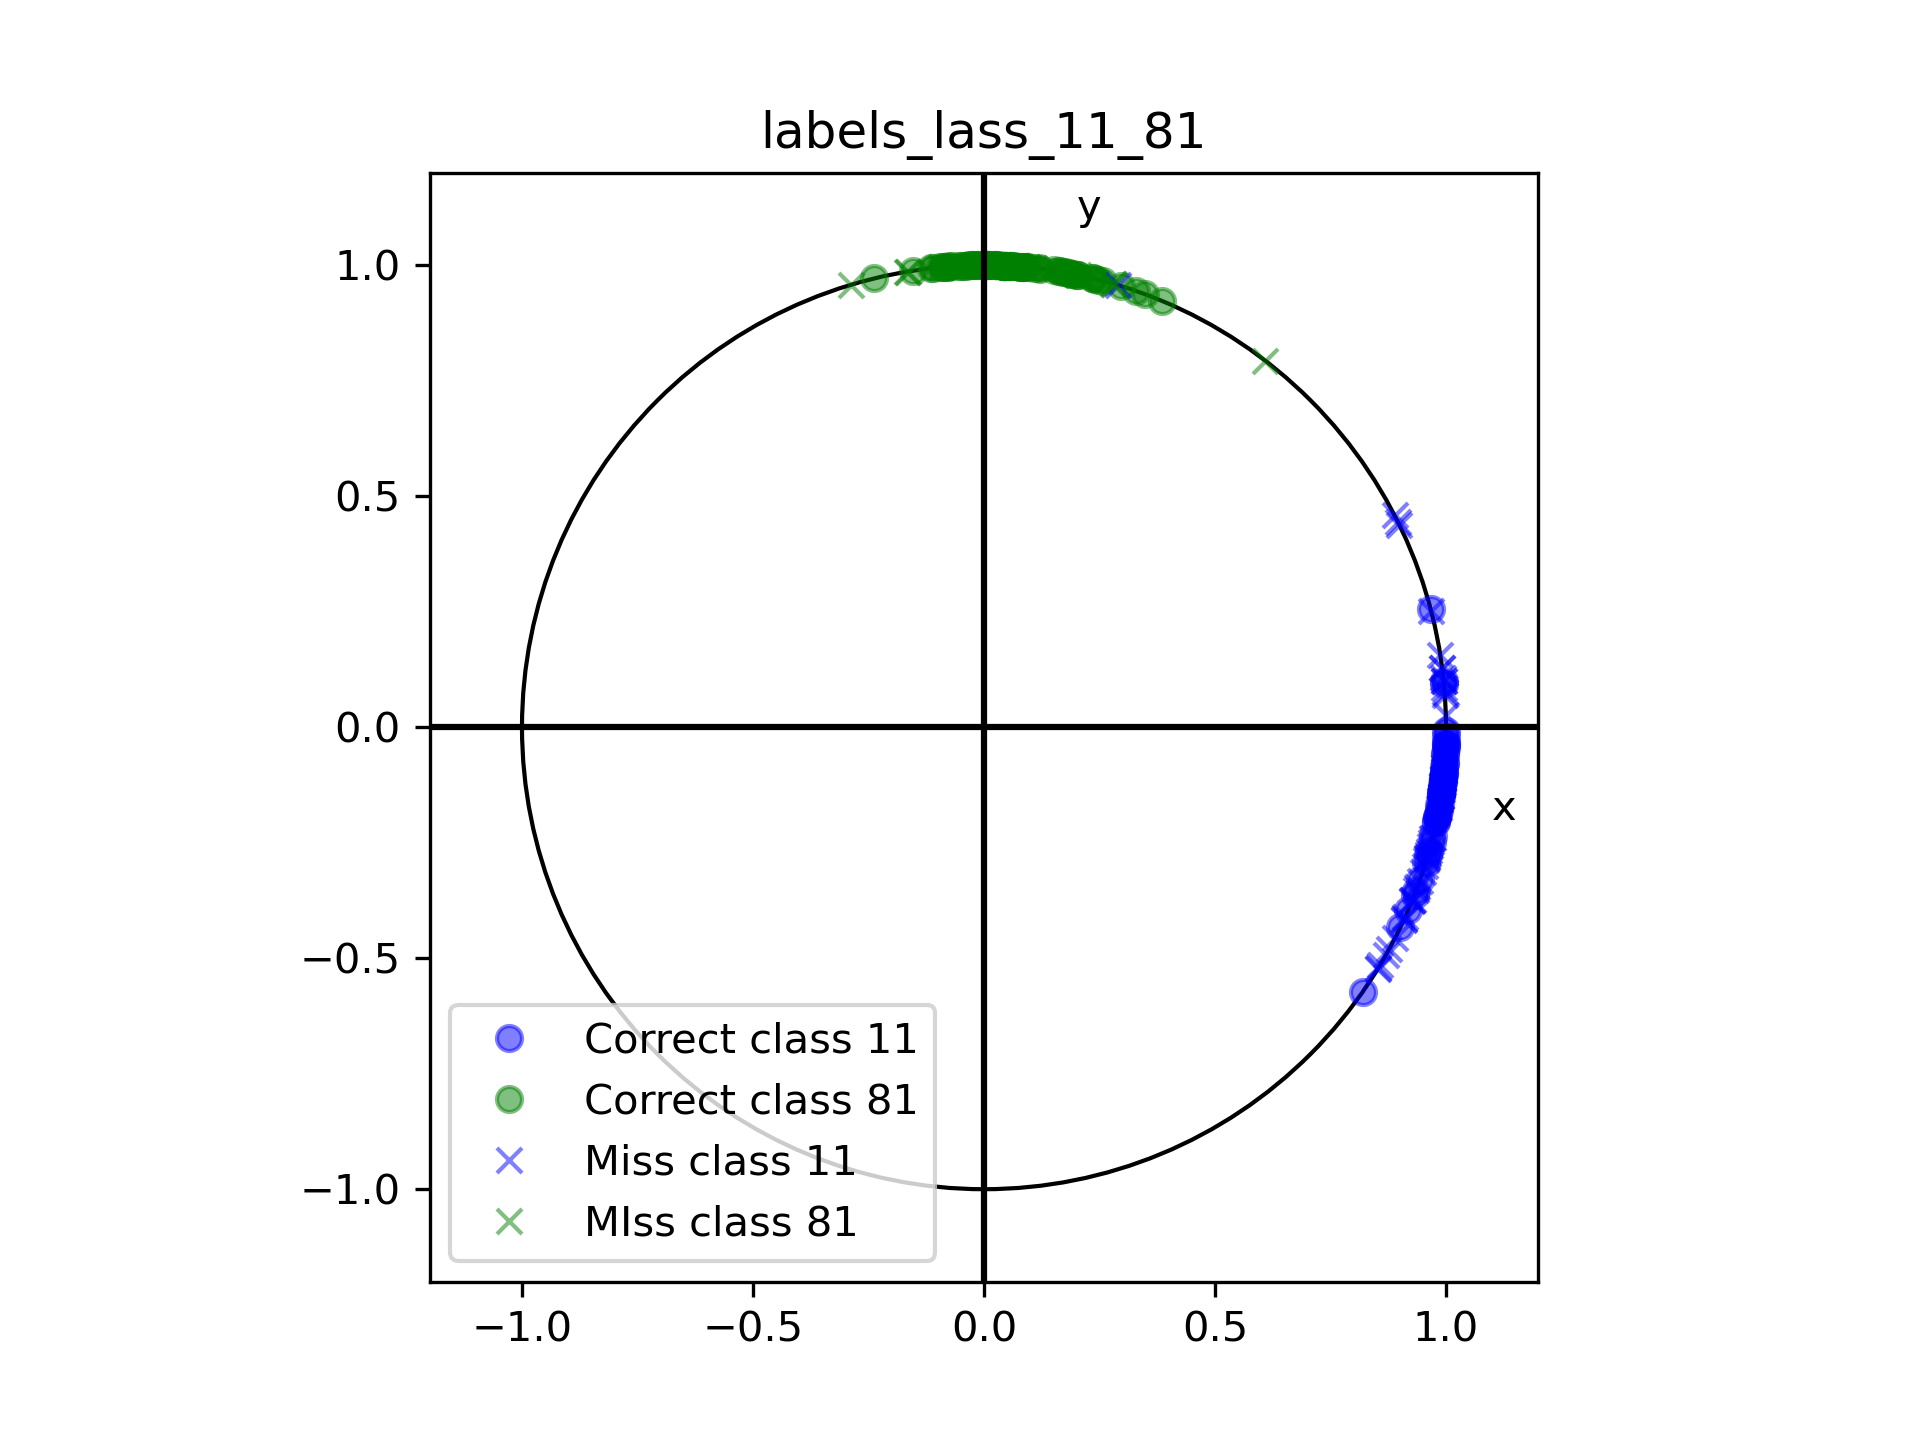 labels_lass_11_81
y
1.0
0.5
0.0
x
−0.5
−1.0
Correct class 11
Correct class 81
Miss class 11
MIss class 81
−1.0 −0.5 0.0 0.5 1.0